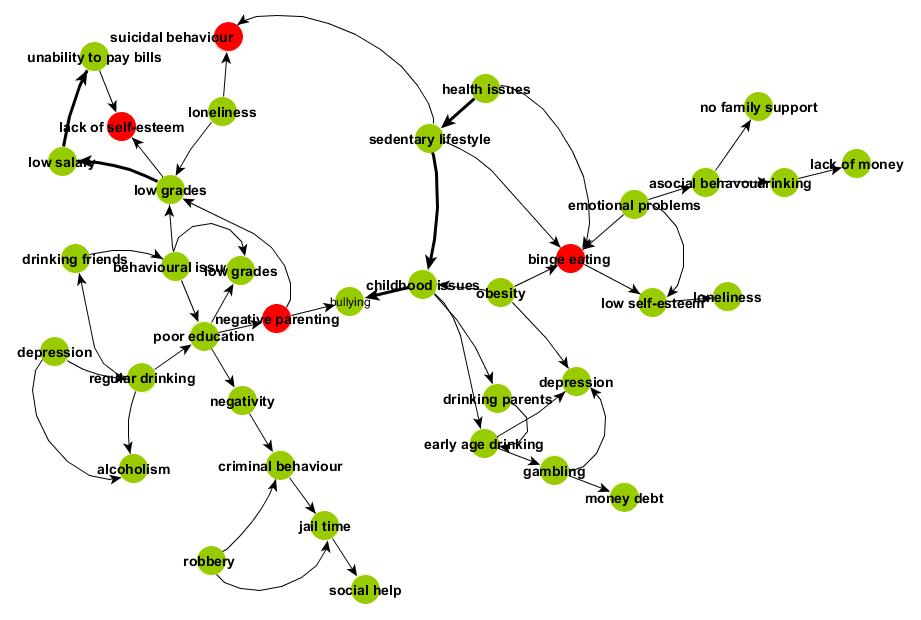 suicidal behaviour
unability to pay bills
health issues
no family support
loneliness
lack of self-esteem
sedentary lifestyle
low salary
lack of money
low grades
asocial behavour
drinking
emotional problems
drinking friends
behavioural issu
low grades
binge eating
childhood issues
obesity
bullying
low self-esteem
loneliness
negative parenting
poor education
depression
regular drinking
depression
negativity
drinking parents
early age drinking
alcoholism
criminal behaviour
gambling
money debt
jail time
robbery
social help